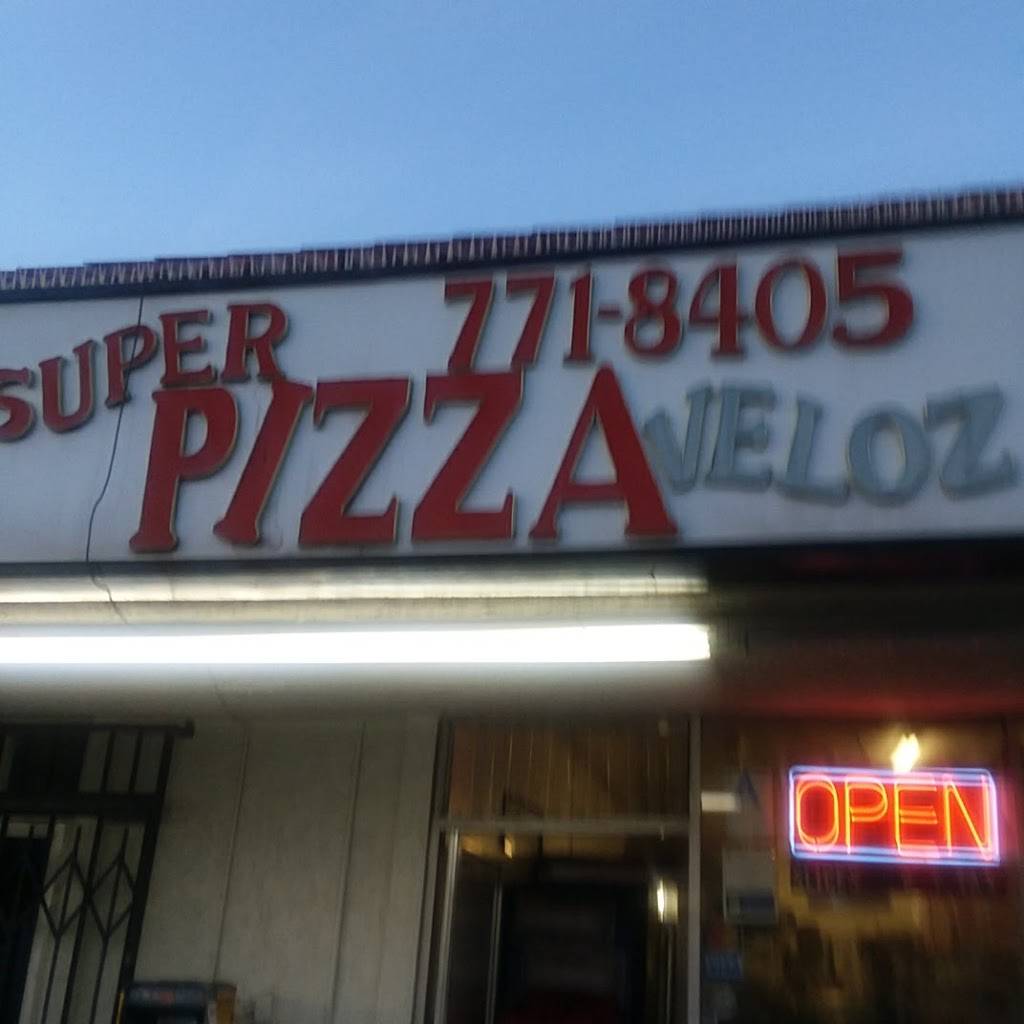 SUPER 771-8405
PIZZA VELOZ
OPEN
A